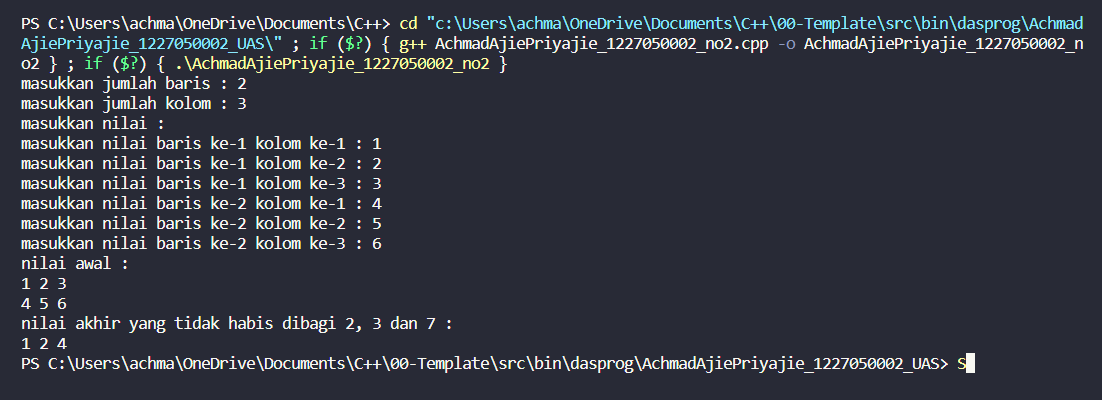 PS C:\Users\achma\OneDrive\Documents\C++> cd "c:\Users\achma\OneDrive\Documents\C++\00-Template\src\bin\dasprog\Achmad
AjiePriyajie_1227050002_UAS\" ; if ($?) { g++ AchmadAjiePriyajie_1227050002_no2.cpp -o AchmadAjiePriyajie_1227050002_n
o2 } ; if ($?) { .\AchmadAjiePriyajie_1227050002_no2 }
masukkan jumlah baris : 2
masukkan jumlah kolom : 3
masukkan nilai :
masukkan nilai baris ke-1 kolom ke-1 : 1
masukkan nilai baris ke-1 kolom ke-2 : 2
masukkan nilai baris ke-1 kolom ke-3 : 3
masukkan nilai baris ke-2 kolom ke-1 : 4
masukkan nilai baris ke-2 kolom ke-2 : 5
masukkan nilai baris ke-2 kolom ke-3 : 6
nilai awal :
1 2 3
4 5 6
nilai akhir yang tidak habis dibagi 2, 3 dan 7 :
1 2 4
PS C:\Users\achma\OneDrive\Documents\C++\00-Template\src\bin\dasprog\AchmadAjiePriyajie_1227050002_UAS> S